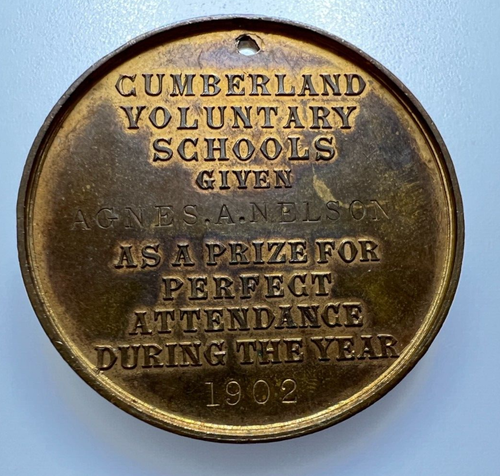 CUMBERLAND
VOLUNTARY
SCHOOLS
GIVEN
AGNES.A.NELSON
AS A PRIZE FOR
PERFECT
ATTENDANCE
DURING THE YEAR
1902